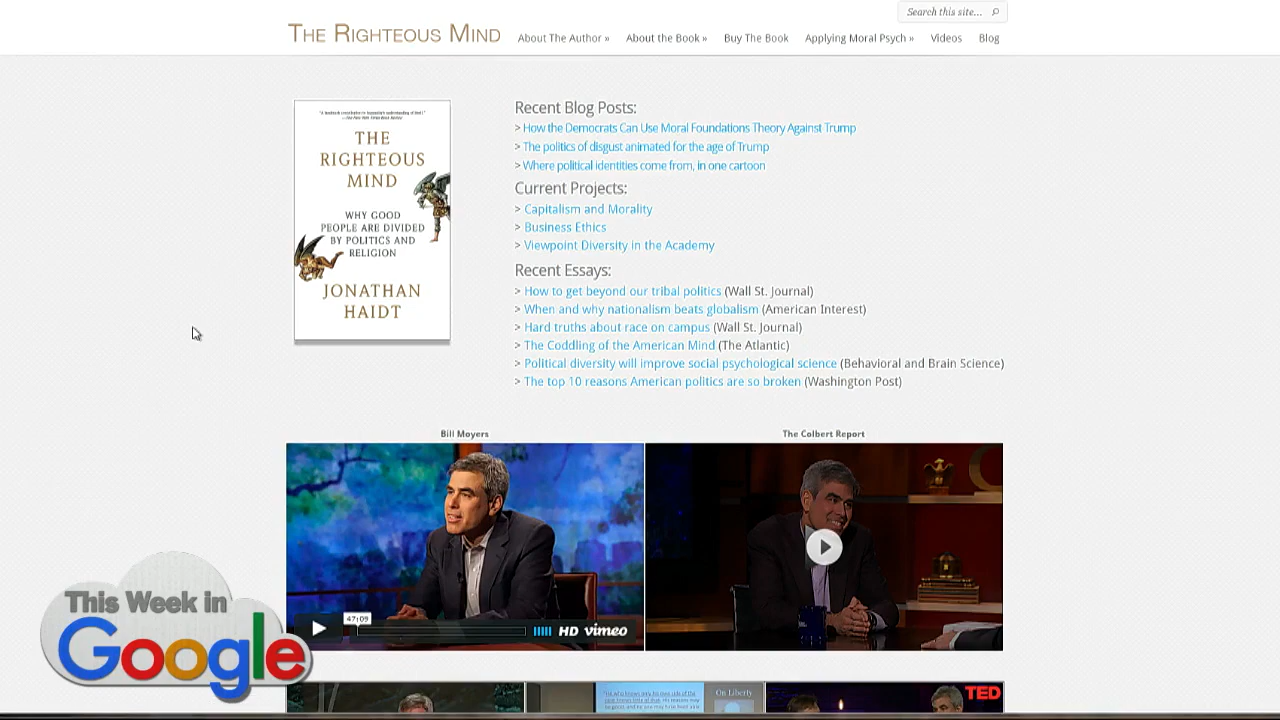 Search this site...
THE RIGHTEOUS MIND
About The Author »
About the Book »
Buy The Book
Applying Moral Psych »
Videos
Blog
THE
RIGHTEOUS
MIND
WHY GOOD
PEOPLE ARE DIVIDED
BY POLITICS AND
RELIGION
JONATHAN
HAIDT
Recent Blog Posts:
> How the Democrats Can Use Moral Foundations Theory Against Trump
> The politics of disgust animated for the age of Trump
> Where political identities come from, in one cartoon
Current Projects:
> Capitalism and Morality
> Business Ethics
> Viewpoint Diversity in the Academy
Recent Essays:
> How to get beyond our tribal politics (Wall St. Journal)
> When and why nationalism beats globalism (American Interest)
> Hard truths about race on campus (Wall St. Journal)
> The Coddling of the American Mind (The Atlantic)
> Political diversity will improve social psychological science (Behavioral and Brain Science)
> The top 10 reasons American politics are so broken (Washington Post)
Bill Moyers
The Colbert Report
47:09
HD vimeo
This Week in
Google
On Liberty
TED